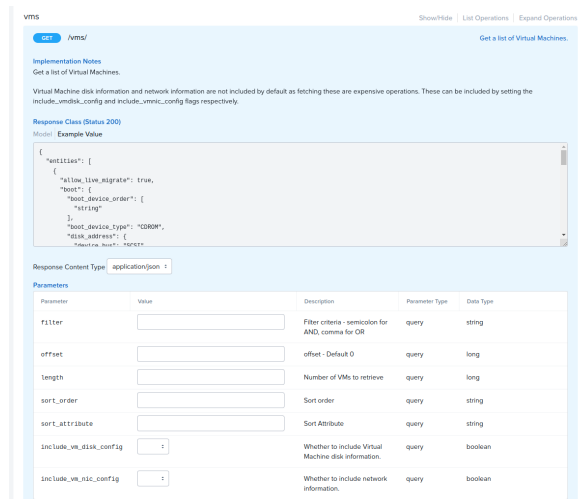 vms
Show/Hide | List Operations | Expand Operations
GET /vms/ Get a list of Virtual Machines.
Implementation Notes
Get a list of Virtual Machines.
Virtual Machine disk information and network information are not included by default as fetching these are expensive operations. These can be included by setting the
include_vmdisk_config and include_vmnic_config flags respectively.
Response Class (Status 200)
Model Example Value
{
"entities": [
{
"allow_live_migrate": true,
"boot": {
"boot_device_order": [
"string"
],
"boot_device_type": "CDROM",
"disk_address": {
"device_bus": "SCSI"
Response Content Type application/json
Parameters
Parameter Value Description Parameter Type Data Type
filter Filter criteria - semicolon for query string
AND, comma for OR
offset offset - Default 0 query long
length Number of VMs to retrieve query long
sort_order Sort order query string
sort_attribute Sort Attribute query string
include_vm_disk_config Whether to include Virtual query boolean
Machine disk information.
include_vm_nic_config Whether to include network query boolean
information.